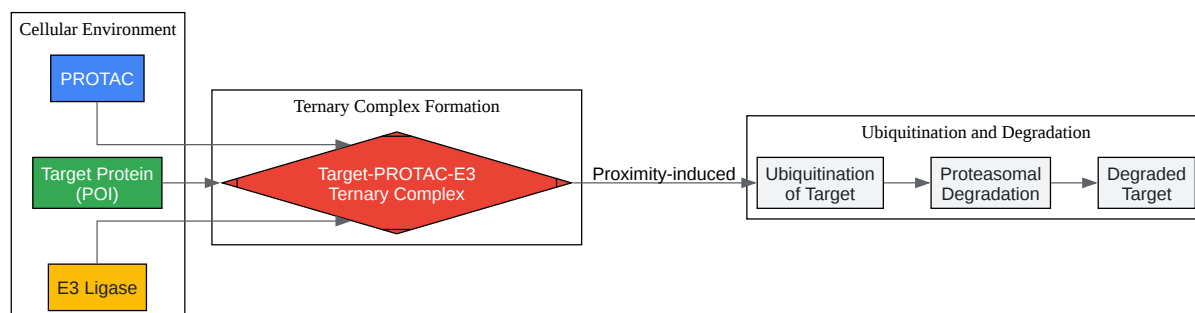 Cellular Environment
PROTAC
Target Protein
(POI)
E3 Ligase
Ternary Complex Formation
Target-PROTAC-E3
Ternary Complex
Proximity-induced
Ubiquitination and Degradation
Ubiquitination
of Target
Proteasomal
Degradation
Degraded
Target